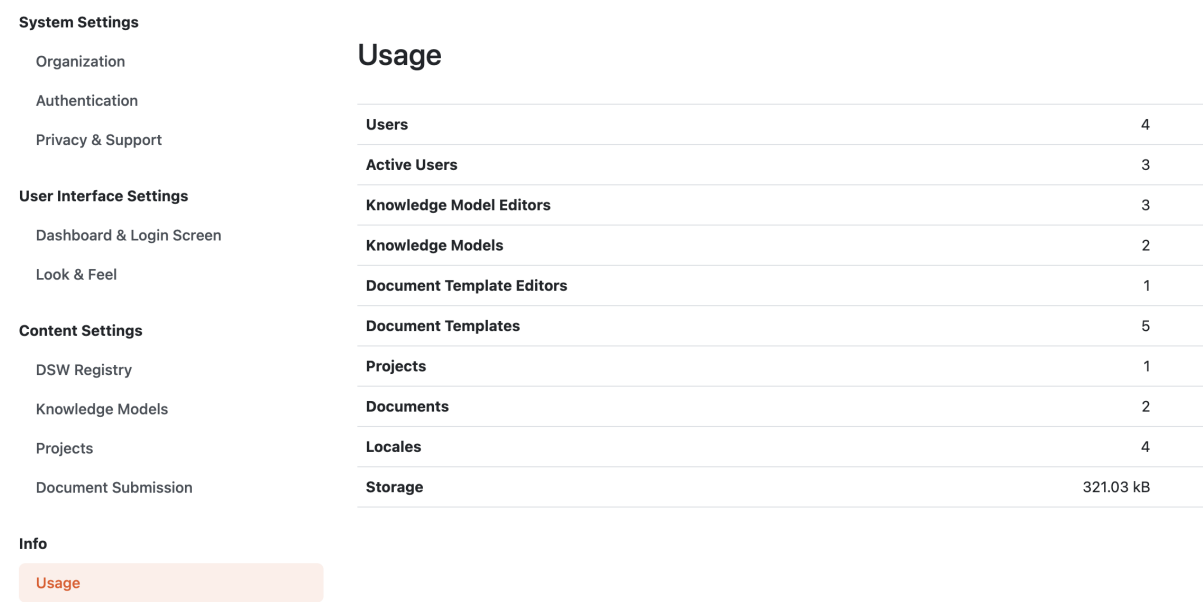 System Settings
Organization
Authentication
Privacy & Support
User Interface Settings
Dashboard & Login Screen
Look & Feel
Content Settings
DSW Registry
Knowledge Models
Projects
Document Submission
Info
Usage
Usage
Users 4
Active Users 3
Knowledge Model Editors 3
Knowledge Models 2
Document Template Editors 1
Document Templates 5
Projects 1
Documents 2
Locales 4
Storage 321.03 kB